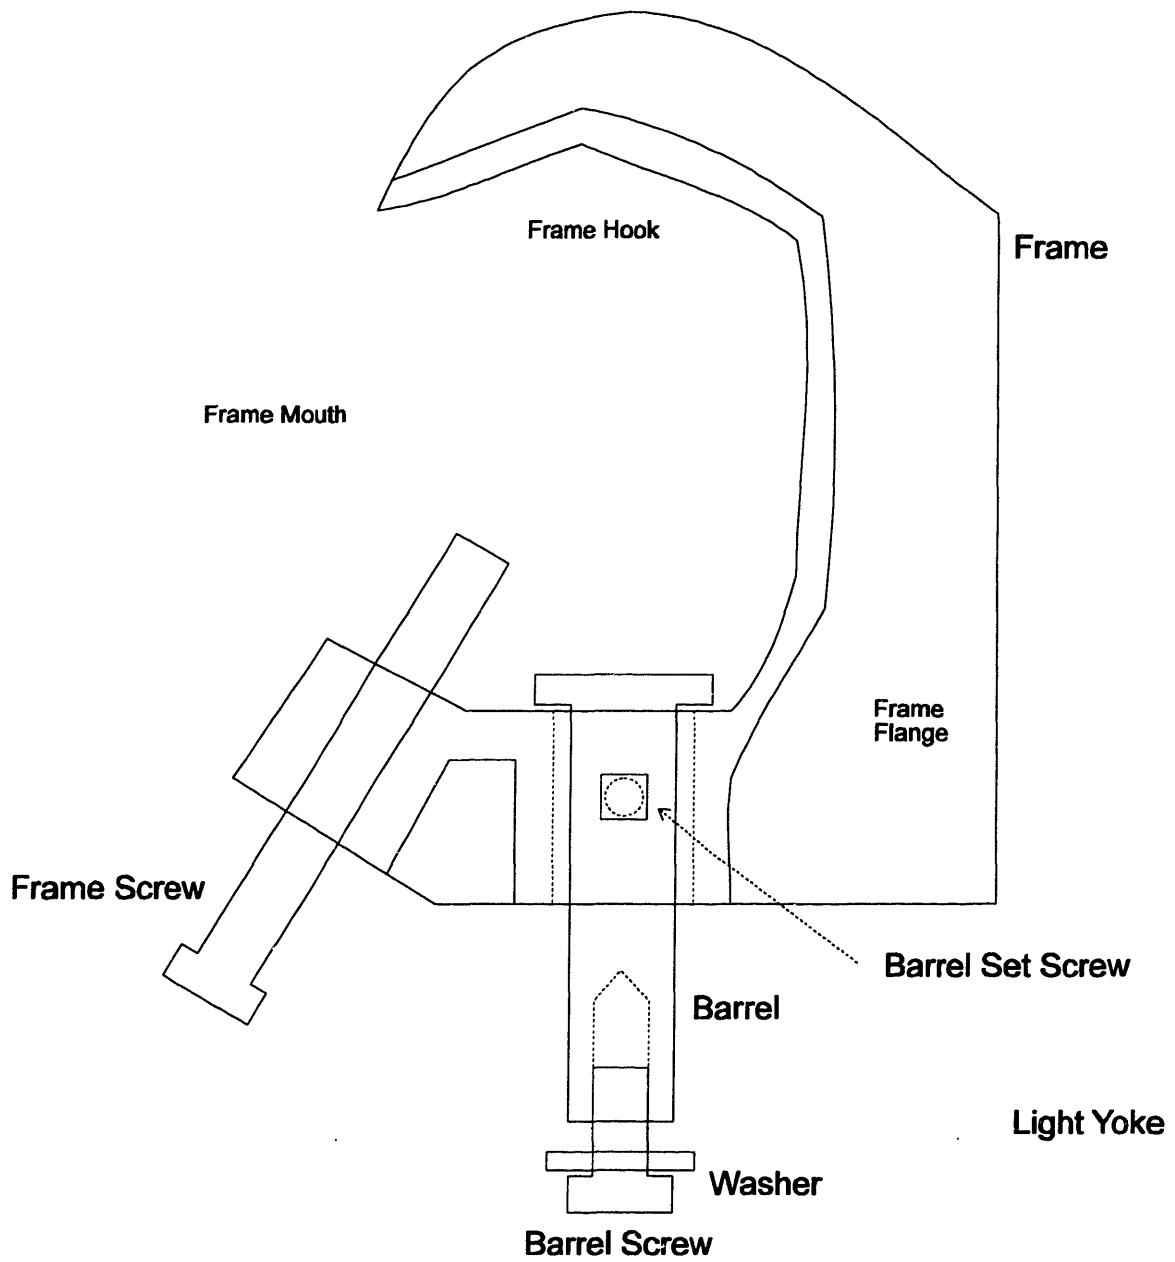 Frame Hook
Frame
Frame Mouth
Frame
Flange
Frame Screw
Barrel Set Screw
Barrel
Light Yoke
Washer
Barrel Screw